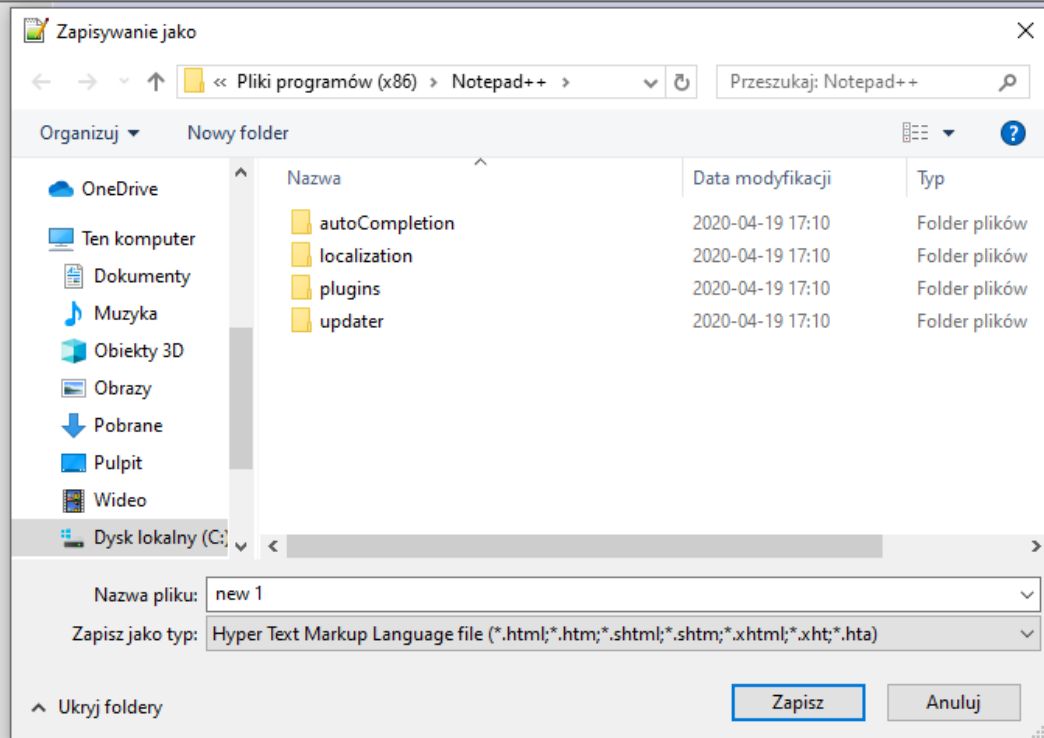 Zapisywanie jako
« Pliki programów (x86) > Notepad++ >
Przeszukaj: Notepad++
Organizuj
Nowy folder
?
OneDrive
Ten komputer
Dokumenty
Muzyka
Obiekty 3D
Obrazy
Pobrane
Pulpit
Wideo
Dysk lokalny (C:)
Nazwa Data modyfikacji Typ
autoCompletion 2020-04-19 17:10 Folder plików
localization 2020-04-19 17:10 Folder plików
plugins 2020-04-19 17:10 Folder plików
updater 2020-04-19 17:10 Folder plików
Nazwa pliku: new 1
Zapisz jako typ: Hyper Text Markup Language file (*.html;*.htm;*.shtml;*.shtm;*.xhtml;*.xht;*.hta)
Ukryj foldery
Zapisz
Anuluj